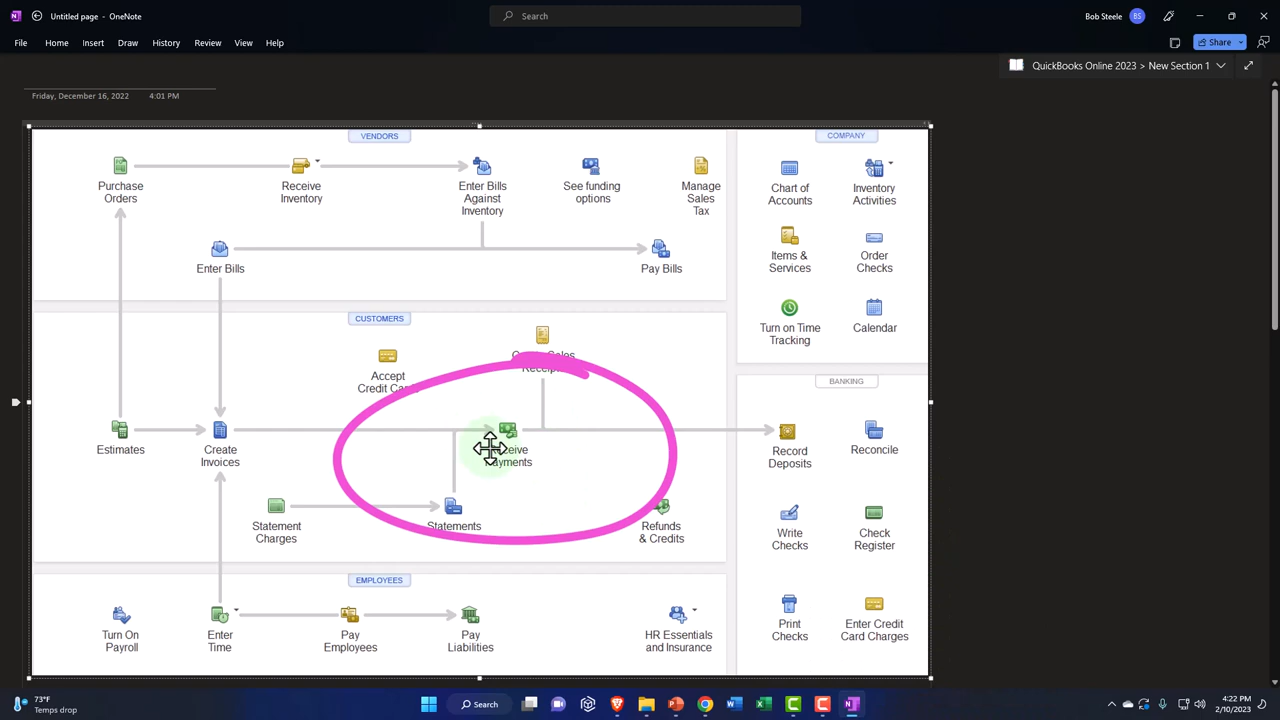 Untitled page - OneNote
Search
Bob Steele
BS
File Home Insert Draw History Review View Help
Share
QuickBooks Online 2023 > New Section 1
Friday, December 16, 2022 4:01 PM
VENDORS
Purchase
Orders
Receive
Inventory
Enter Bills
Against
Inventory
See funding
options
Manage
Sales
Tax
Enter Bills
Pay Bills
COMPANY
Chart of
Accounts
Inventory
Activities
Items &
Services
Order
Checks
Turn on Time
Tracking
Calendar
CUSTOMERS
Accept
Credit
Estimates
Create
Invoices
Payments
Statement
Charges
Statements
Refunds
& Credits
BANKING
Record
Deposits
Reconcile
Write
Checks
Check
Register
Print
Checks
Enter Credit
Card Charges
EMPLOYEES
Turn On
Payroll
Enter
Time
Pay
Employees
Pay
Liabilities
HR Essentials
and Insurance
73°F
Temps drop
Search
4:22 PM
2/10/2023